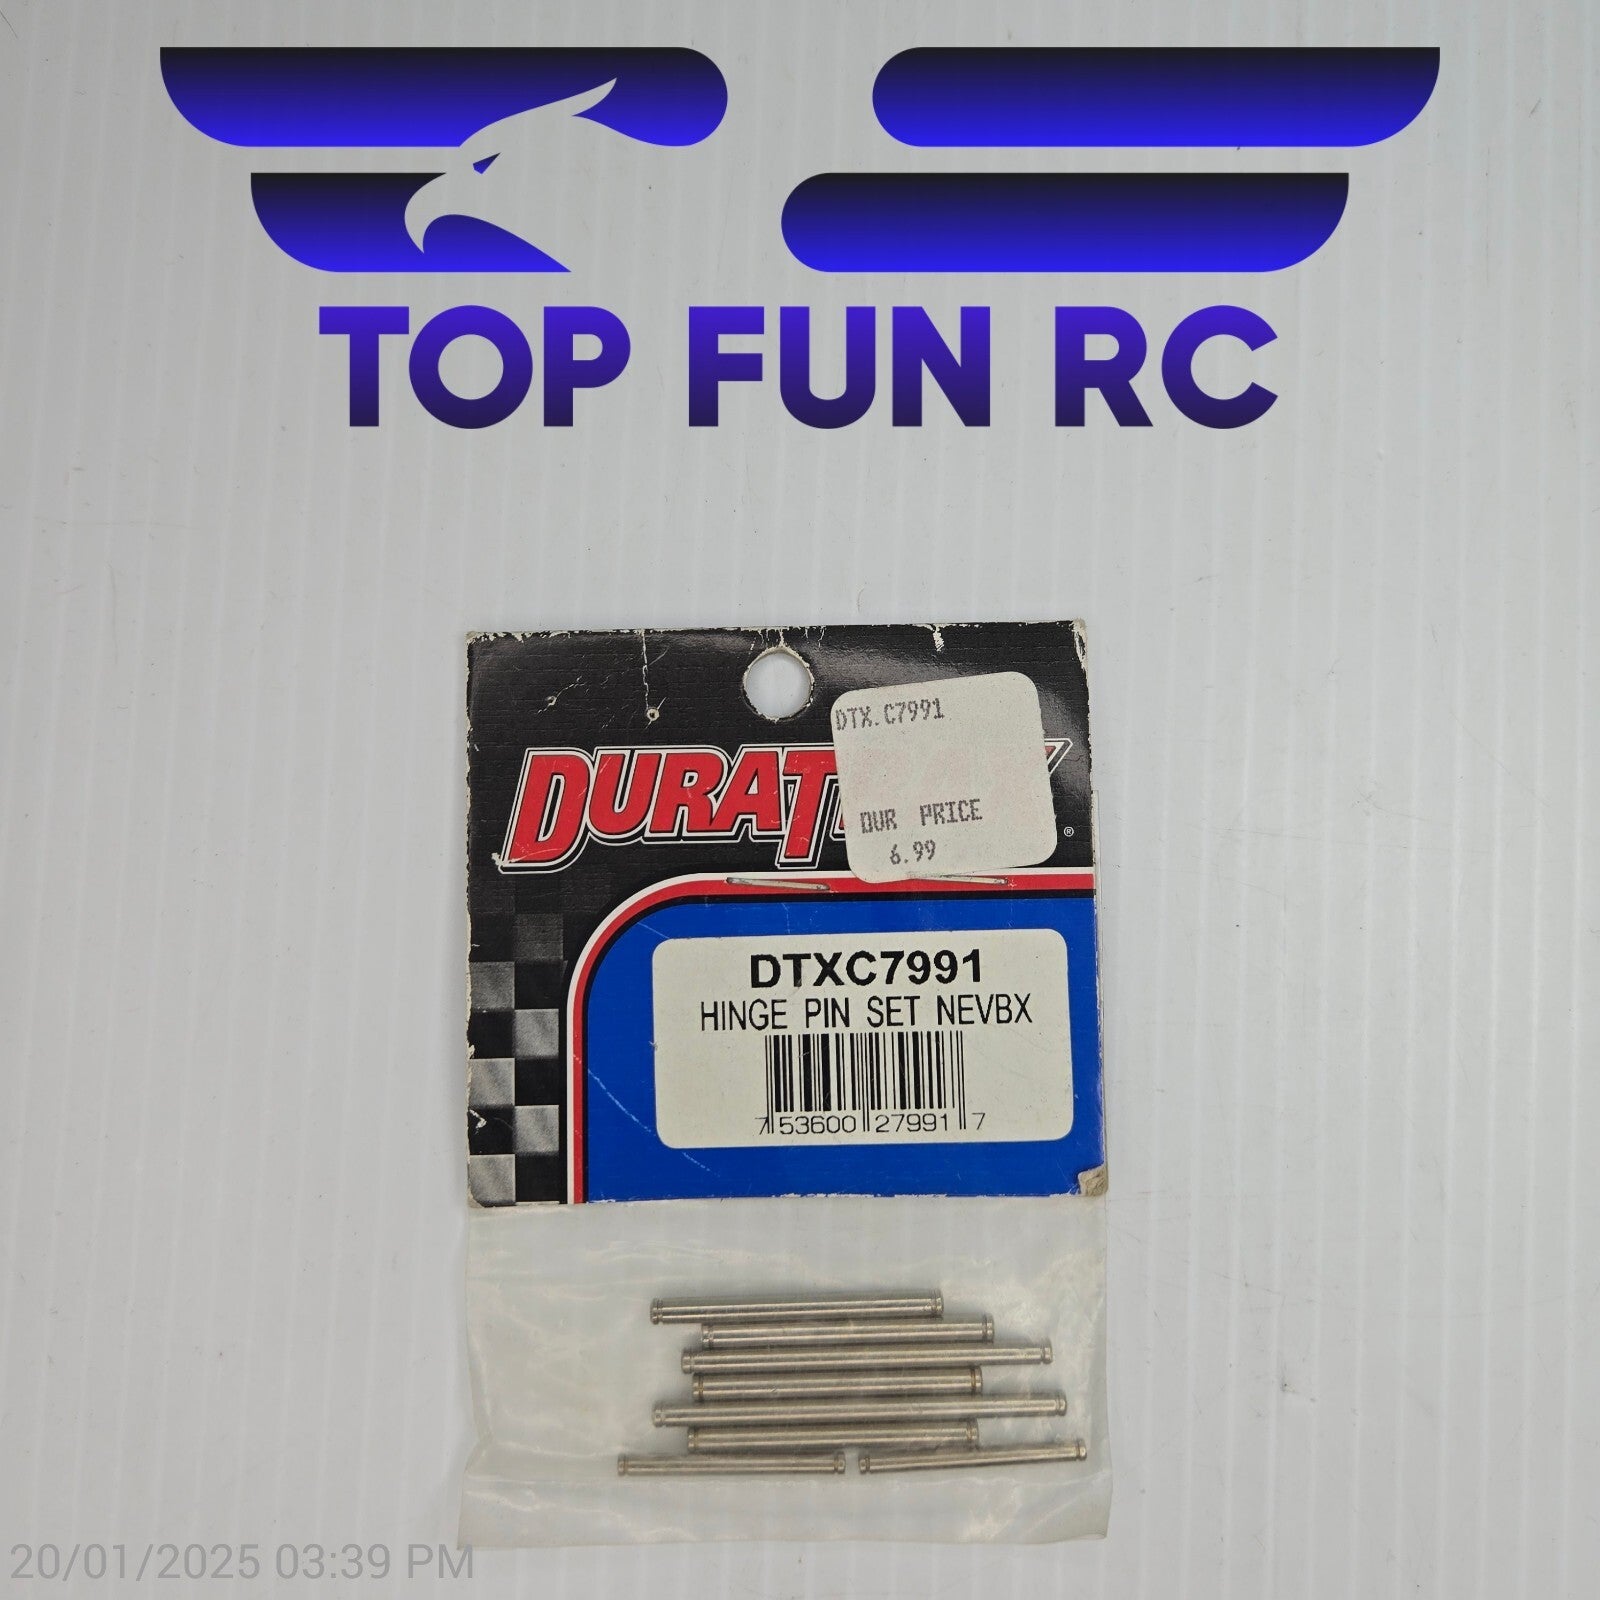 TOP FUN RC
DTX.C7991
DURAT
®
OUR PRICE
6.99
DTXC7991
HINGE PIN SET NEVBX
7 53600 27991 7
20/01/2025 03:39 PM